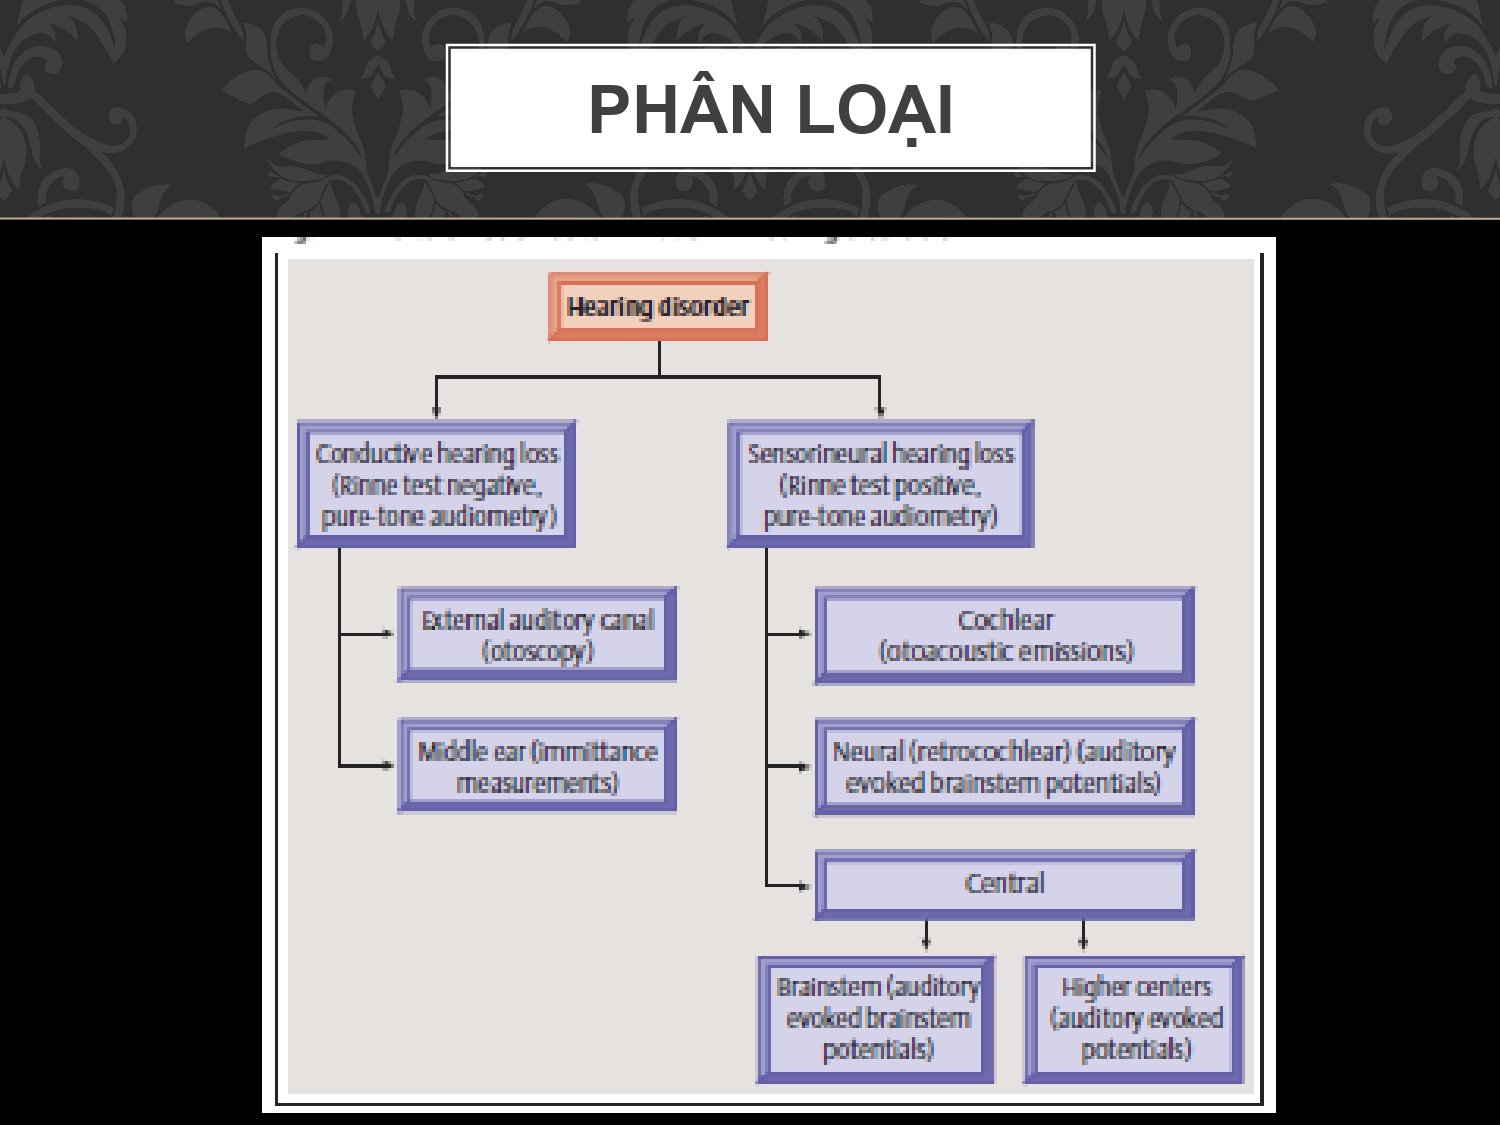 PHÂN LOẠI
Hearing disorder
Conductive hearing loss
(Rinne test negative,
pure-tone audiometry)
Sensorineural hearing loss
(Rinne test positive,
pure-tone audiometry)
External auditory canal
(otoscopy)
Middle ear (immittance
measurements)
Cochlear
(otoacoustic emissions)
Neural (retrocochlear) (auditory
evoked brainstem potentials)
Central
Brainstem (auditory
evoked brainstem
potentials)
Higher centers
(auditory evoked
potentials)